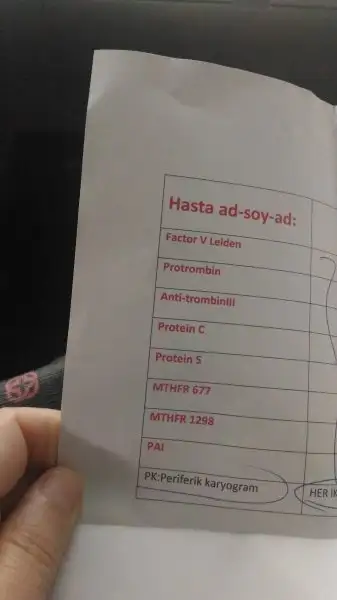 Hasta ad-soy-ad:
Factor V Leiden
Protrombin
Anti-trombinIII
Protein C
Protein S
MTHFR 677
MTHFR 1298
PAI
PK:Periferik karyogram
HER İK